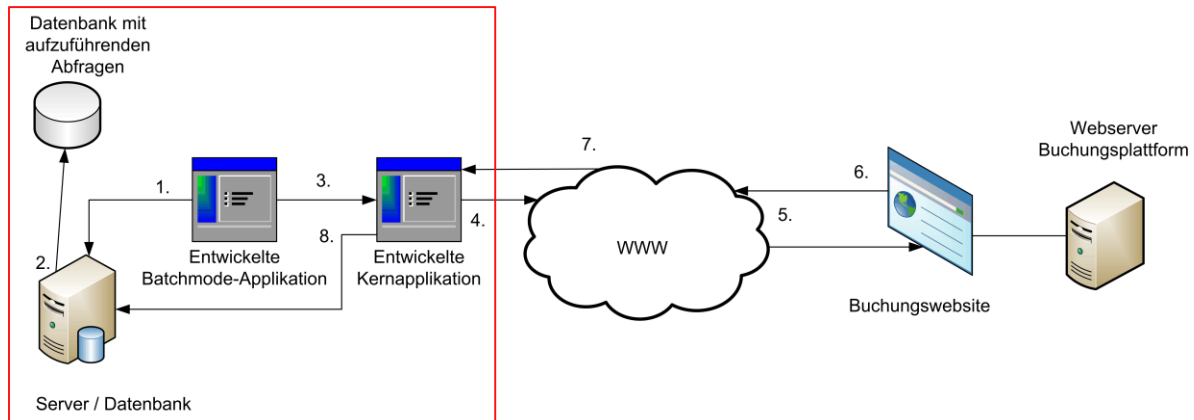 Datenbank mit
aufzuführenden
Abfragen
1.
2.
3.
4.
5.
6.
7.
8.
Entwickelte
Batchmode-Applikation
Entwickelte
Kernapplikation
Server / Datenbank
WWW
Buchungswebsite
Webserver
Buchungsplattform